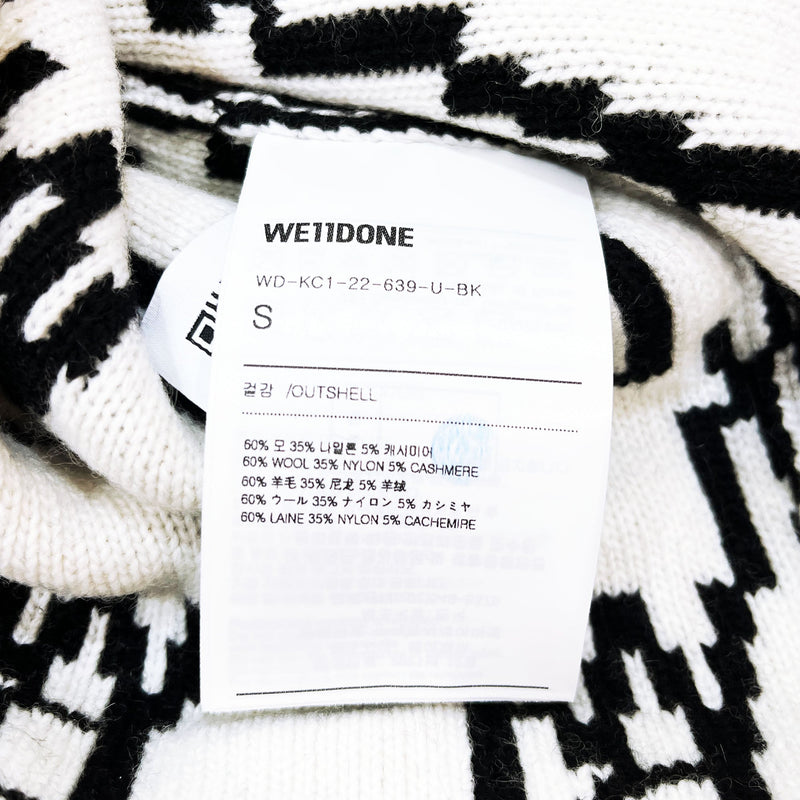 WE11DONE
WD-KC1-22-639-U-BK
S
겉감 /OUTSHELL
60% 모 35% 나일론 5% 캐시미어
60% WOOL 35% NYLON 5% CASHMERE
60% 羊毛 35% 尼龙 5% 羊绒
60% ウール 35% ナイロン 5% カシミヤ
60% LAINE 35% NYLON 5% CACHEMIRE